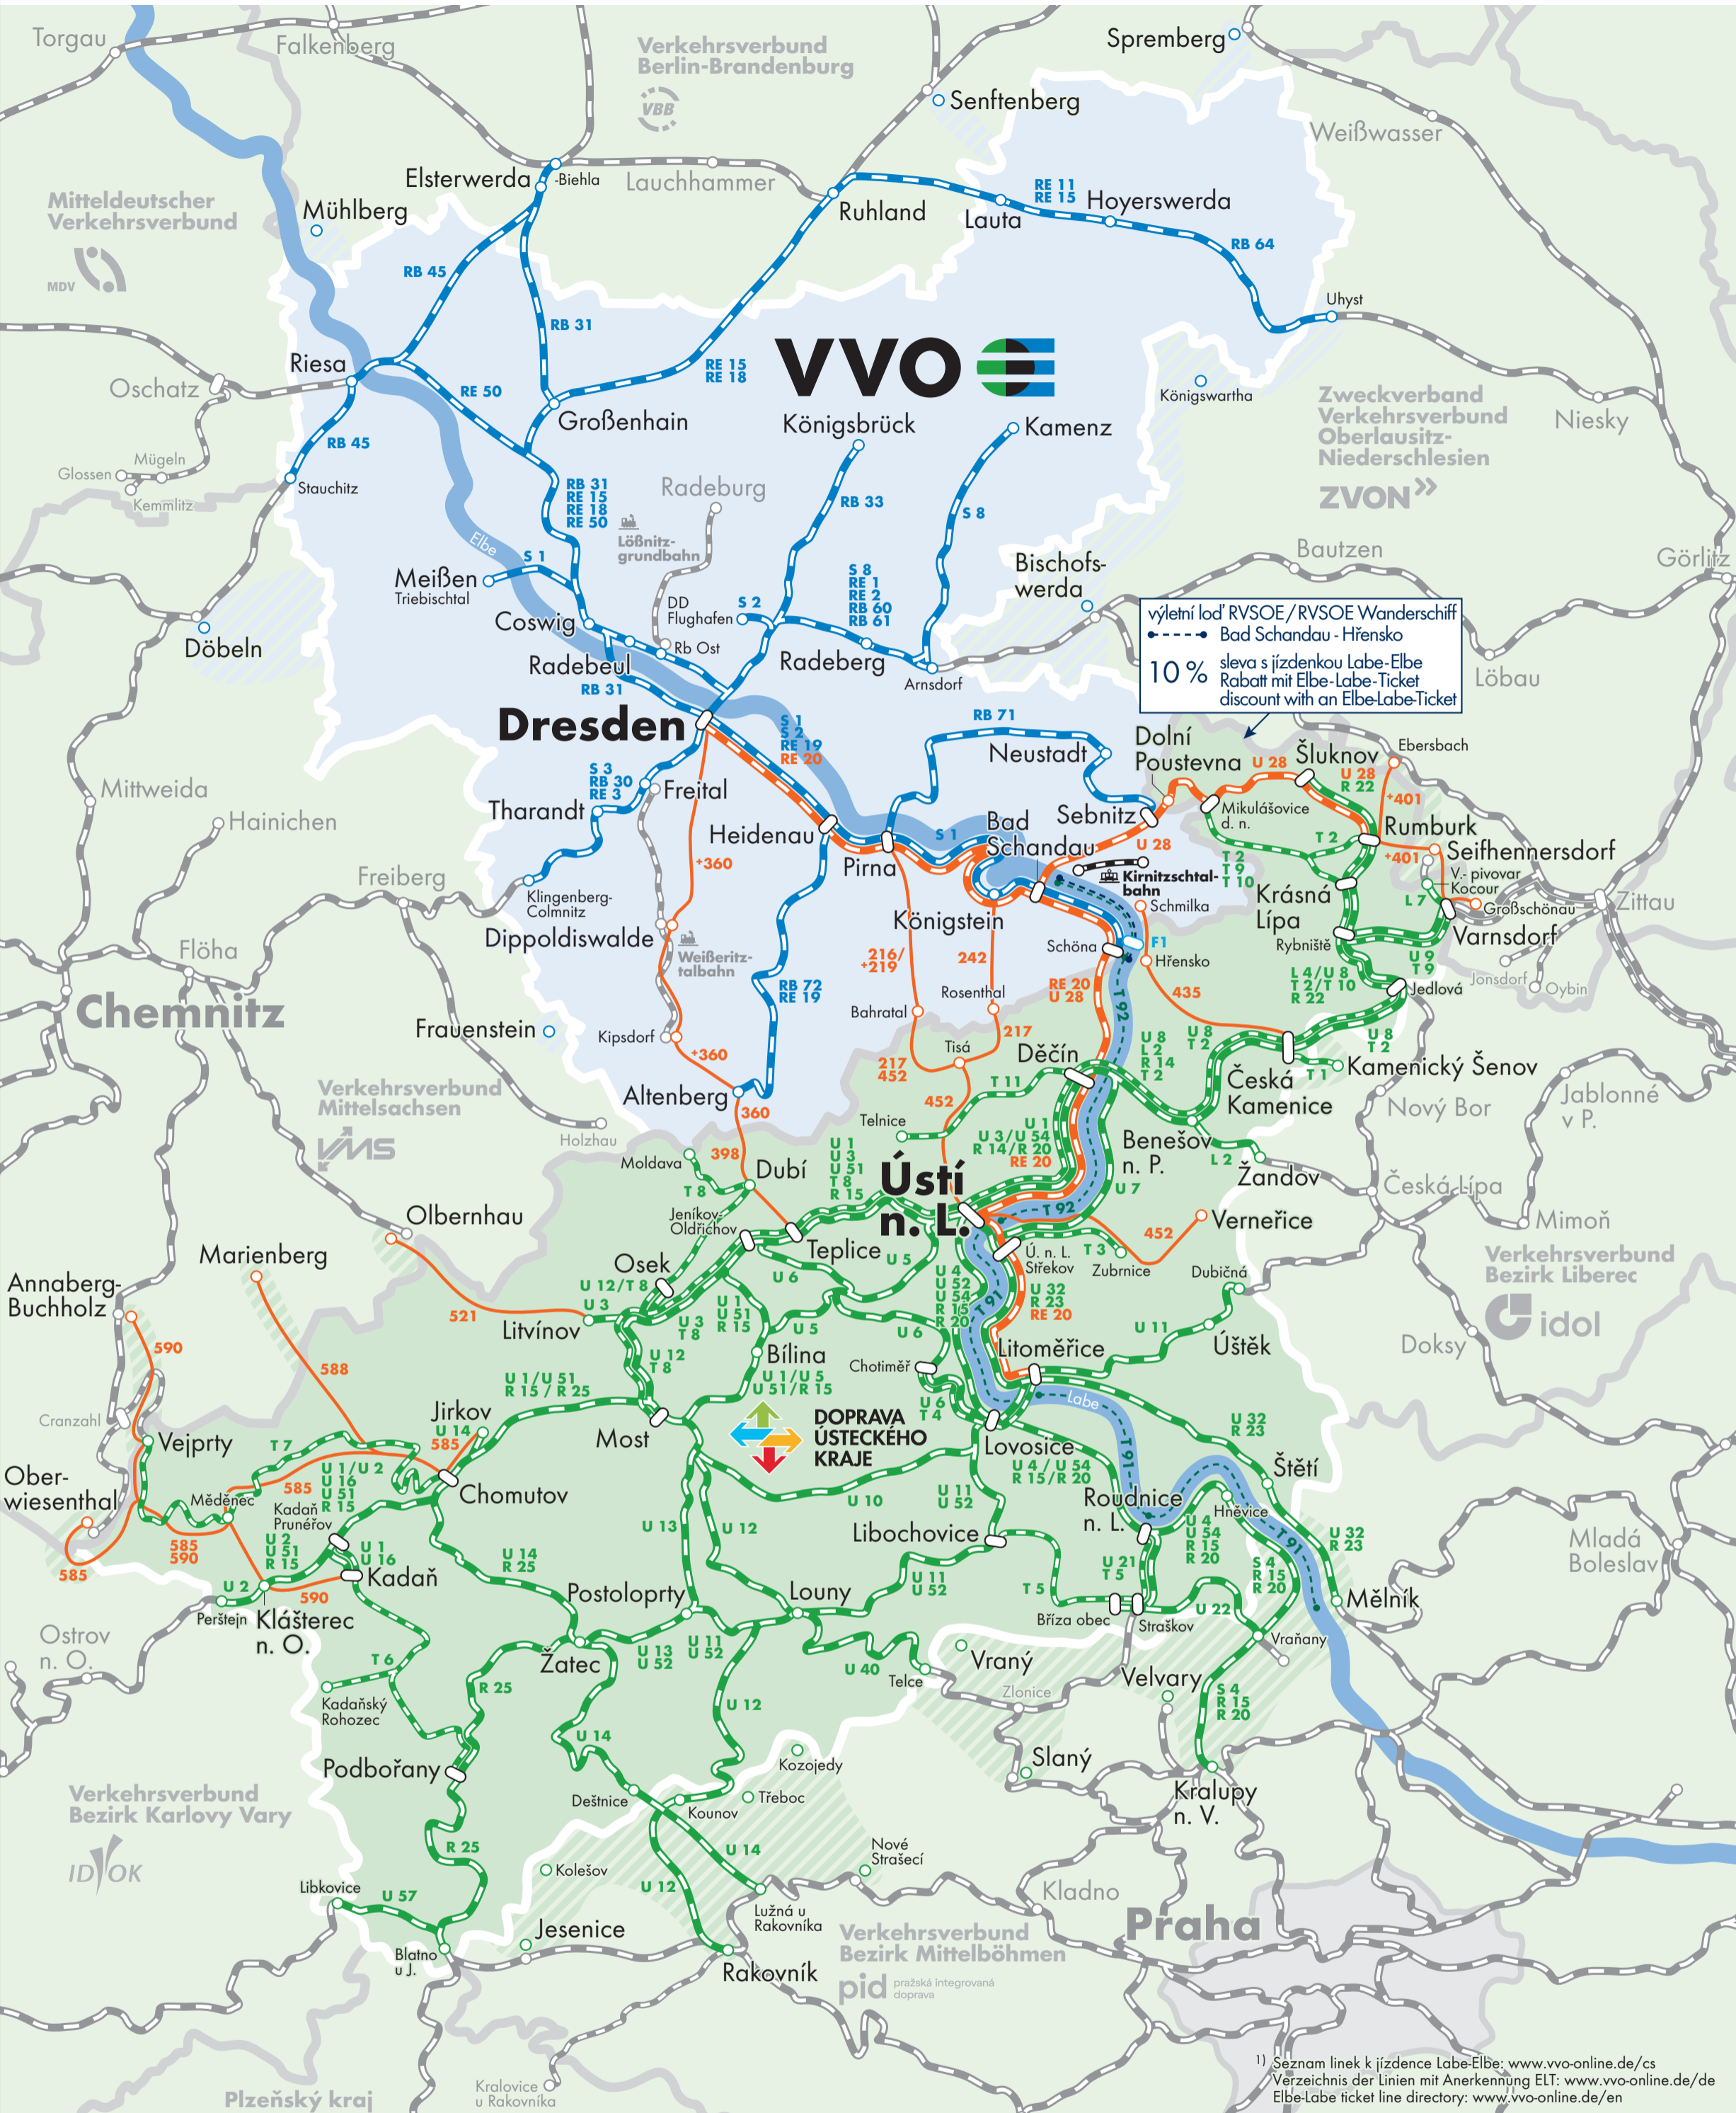 Torgau
Falkenberg
Verkehrsverbund
Berlin-Brandenburg
VBB
Spremberg
Senftenberg
Weißwasser
Elsterwerda
-Biehla
Lauchhammer
Mitteldeutscher
Verkehrsverbund
MDV
Mühlberg
Ruhland
Lauta
RE 11
RE 15
Hoyerswerda
RB 64
RB 45
RB 31
Uhyst
Riesa
RE 15
RE 18
VVO
Oschatz
RE 50
Großenhain
Königsbrück
Kamenz
Königswartha
Zweckverband
Verkehrsverbund
Oberlausitz-
Niederschlesien
ZVON
Niesky
RB 45
Mügeln
Glossen
Kemmlitz
Stauchitz
RB 31
RE 15
RE 18
RE 50
Radeburg
Lößnitz-
grundbahn
RB 33
S 8
Elbe
S 1
Meißen
Triebischtal
Bischofs-
werda
Bautzen
Görlitz
Coswig
DD
Flughafen
S 2
S 8
RE 1
RE 2
RB 60
RB 61
výletní loď RVSOE/RVSOE Wanderschiff
Bad Schandau - Hřensko
10 %
sleva s jízdenkou Labe-Elbe
Rabatt mit Elbe-Labe-Ticket
discount with an Elbe-Labe-Ticket
Döbeln
Radebeul
Rb Ost
Radeberg
Arnsdorf
Löbau
RB 31
Dresden
S 1
S 2
RE 19
RE 20
RB 71
Neustadt
Dolní
Poustevna
U 28
Šluknov
U 28
R 22
Ebersbach
+401
Mittweida
Hainichen
S 3
RB 30
RE 3
Freital
Tharandt
Heidenau
Pirna
S 1
Bad
Schandau
Sebnitz
U 28
Mikulášovice
d. n.
T 2
Rumburk
+401
Seifhennersdorf
V.- pivovar
Kocour
L 7
Großschönau
Zittau
+360
Freiberg
Klingenberg-
Colmnitz
Kirnitzschtal-
bahn
Schmilka
T 2
T 9
T 10
Krásná
Lípa
Rybniště
Varnsdorf
Flöha
Dippoldiswalde
Weißeritz-
talbahn
Königstein
216/
+219
242
Schöna
F1
Hřensko
U 9
T 9
Jonsdorf
Oybin
Chemnitz
Frauenstein
RB 72
RE 19
Rosenthal
Bahratal
RE 20
U 28
T 92
435
L 4/U 8
T 2/T 10
R 22
Jedlová
Kipsdorf
+360
217
Tisá
Děčín
U 8
L 2
R 14
T 2
U 8
T 2
U 8
T 2
T 1
Kamenický Šenov
Verkehrsverbund
Mittelsachsen
VMS
Altenberg
360
217
452
452
T 11
Česká
Kamenice
Nový Bor
Jablonné
v P.
Holzhau
Telnice
U 1
U 3/U 54
R 14/R 20
RE 20
Benešov
n. P.
L 2
Žandov
Moldava
398
Dubí
U 1
U 3
U 51
T 8
R 15
Ústí
n. L.
U 7
Česká Lípa
T 8
Jeníkov-
Oldřichov
T 92
452
Verneřice
Mimoň
Olbernhau
Marienberg
Teplice
U 5
Ú. n. L.
Střekov
T 3
Zubrnice
Dubičná
Verkehrsverbund
Bezirk Liberec
idol
Annaberg-
Buchholz
Osek
U 12/T 8
U 3
U 6
U 4
U 52
U 54
R 15
R 20
T 91
U 32
R 23
RE 20
521
Litvínov
U 3
T 8
U 1
U 51
R 15
U 5
U 6
U 11
Úštěk
Doksy
590
588
U 12
T 8
Bílina
U 1/U 5
U 51/R 15
Chotiměř
Litoměřice
U 1/U 51
R 15 / R 25
U 6
T 4
Labe
Cranzahl
Jirkov
U 14
585
DOPRAVA
ÚSTECKÉHO
KRAJE
U 32
R 23
Vejprty
T 7
Most
Lovosice
U 4 / U 54
R 15/R 20
T 91
Štětí
Ober-
wiesenthal
U 1/U 2
U 16
U 51
R 15
585
Měděnec
Kadaň
Prunéřov
Chomutov
U 10
U 11
U 52
Roudnice
n. L.
Hněvice
U 13
U 12
Libochovice
U 4
U 54
R 15
R 20
T 91
U 32
R 23
Mladá
Boleslav
585
585
590
U 2
U 51
R 15
U 1
U 16
U 14
R 25
U 21
T 5
S 4
R 15
R 20
Kadaň
U 2
590
Postoloprty
Louny
U 11
U 52
T 5
Bříza obec
Straškov
U 22
Mělník
Perštejn
Klášterec
n. O.
Ostrov
n. O.
Žatec
U 13
U 52
U 11
U 52
U 40
Telce
Vraný
Velvary
Vraňany
Zlonice
T 6
Kadaňský
Rohozec
R 25
U 12
S 4
R 15
R 20
U 14
Podbořany
Kozojedy
Slaný
Kralupy
n. V.
Verkehrsverbund
Bezirk Karlovy Vary
IDOK
Deštnice
Kounov
Třeboc
R 25
U 14
Nové
Strašecí
Kolešov
Libkovice
U 57
U 12
Lužná u
Rakovníka
Kladno
Praha
Jesenice
Verkehrsverbund
Bezirk Mittelböhmen
pid
pražská integrovaná
doprava
Blatno
u J.
Rakovník
Plzeňský kraj
Kralovice
u Rakovníka
1) Seznam linek k jízdence Labe-Elbe: www.vvo-online.de/cs
Verzeichnis der Linien mit Anerkennung ELT: www.vvo-online.de/de
Elbe-Labe ticket line directory: www.vvo-online.de/en